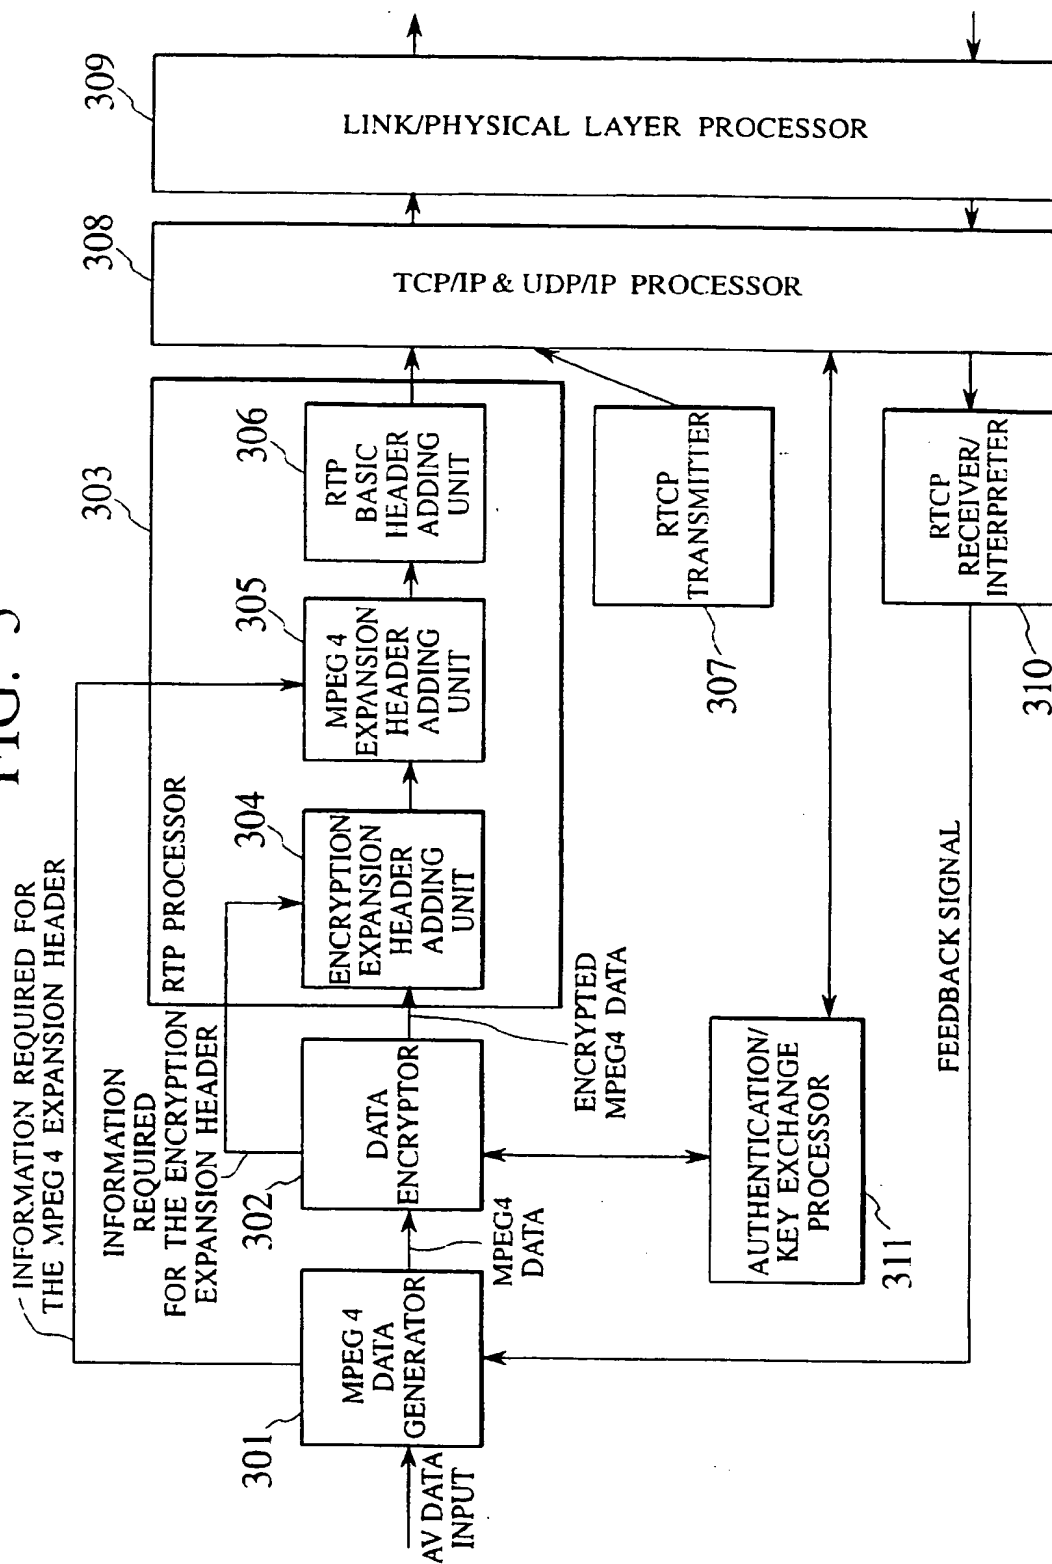 FIG. 3
INFORMATION REQUIRED FOR
THE MPEG 4 EXPANSION HEADER
INFORMATION
REQUIRED
FOR THE ENCRYPTION
EXPANSION HEADER
RTP PROCESSOR
303
AV DATA
INPUT
301
MPEG 4
DATA
GENERATOR
MPEG4
DATA
302
DATA
ENCRYPTOR
ENCRYPTED
MPEG4 DATA
304
ENCRYPTION
EXPANSION
HEADER
ADDING
UNIT
305
MPEG 4
EXPANSION
HEADER
ADDING
UNIT
306
RTP
BASIC
HEADER
ADDING
UNIT
308
TCP/IP & UDP/IP PROCESSOR
309
LINK/PHYSICAL LAYER PROCESSOR
RTCP
TRANSMITTER
307
AUTHENTICATION/
KEY EXCHANGE
PROCESSOR
311
RTCP
RECEIVER/
INTERPRETER
310
FEEDBACK SIGNAL